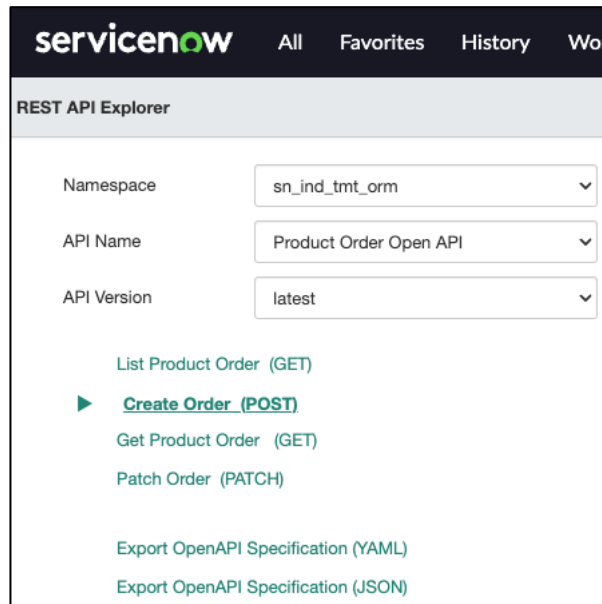 servicenow All Favorites History Wo
REST API Explorer
Namespace sn_ind_tmt_orm
API Name Product Order Open API
API Version latest
List Product Order (GET)
Create Order (POST)
Get Product Order (GET)
Patch Order (PATCH)
Export OpenAPI Specification (YAML)
Export OpenAPI Specification (JSON)